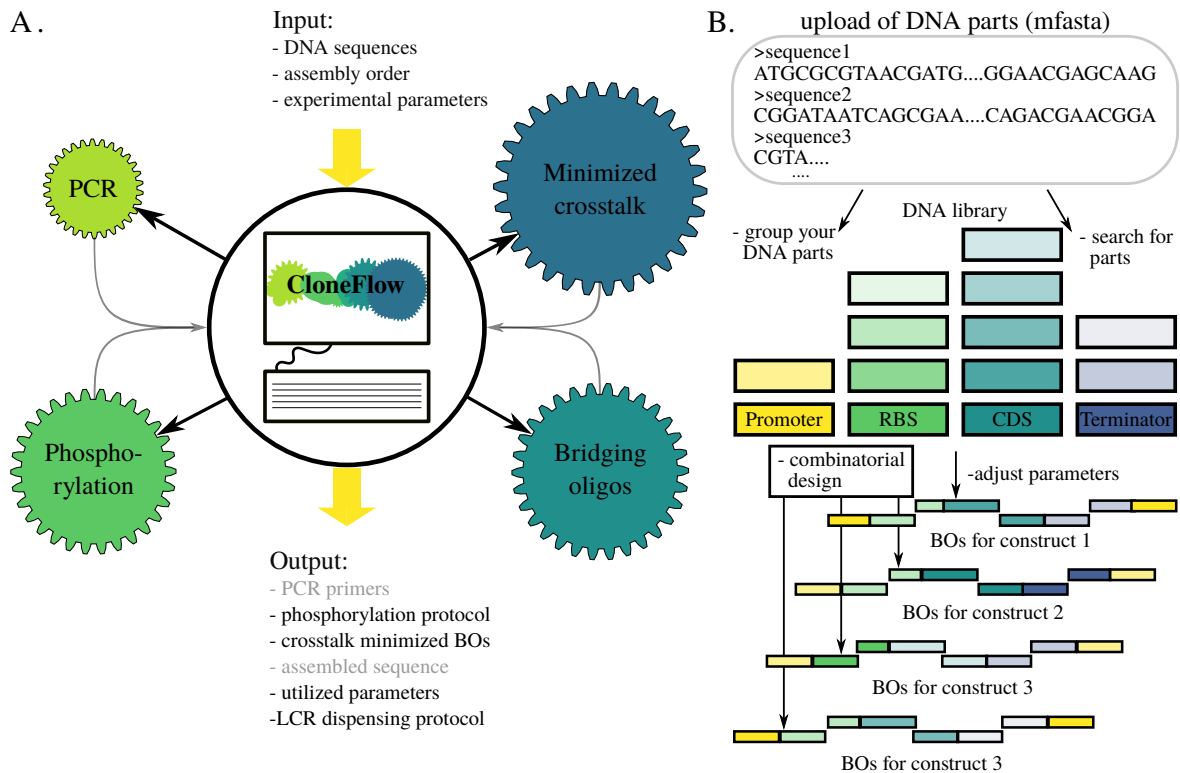 A.
Input:
- DNA sequences
- assembly order
- experimental parameters
PCR
Minimized
crosstalk
CloneFlow
Phospho-
rylation
Bridging
oligos
Output:
- PCR primers
- phosphorylation protocol
- crosstalk minimized BOs
- assembled sequence
- utilized parameters
-LCR dispensing protocol
B.
upload of DNA parts (mfasta)
>sequence1
ATGCGCGTAACGATG....GGAACGAGCAAG
>sequence2
CGGATAATCAGCGAA....CAGACGAACGGA
>sequence3
CGTA....
....
DNA library
- group your
DNA parts
- search for
parts
Promoter
RBS
CDS
Terminator
- combinatorial
design
-adjust parameters
BOs for construct 1
BOs for construct 2
BOs for construct 3
BOs for construct 3